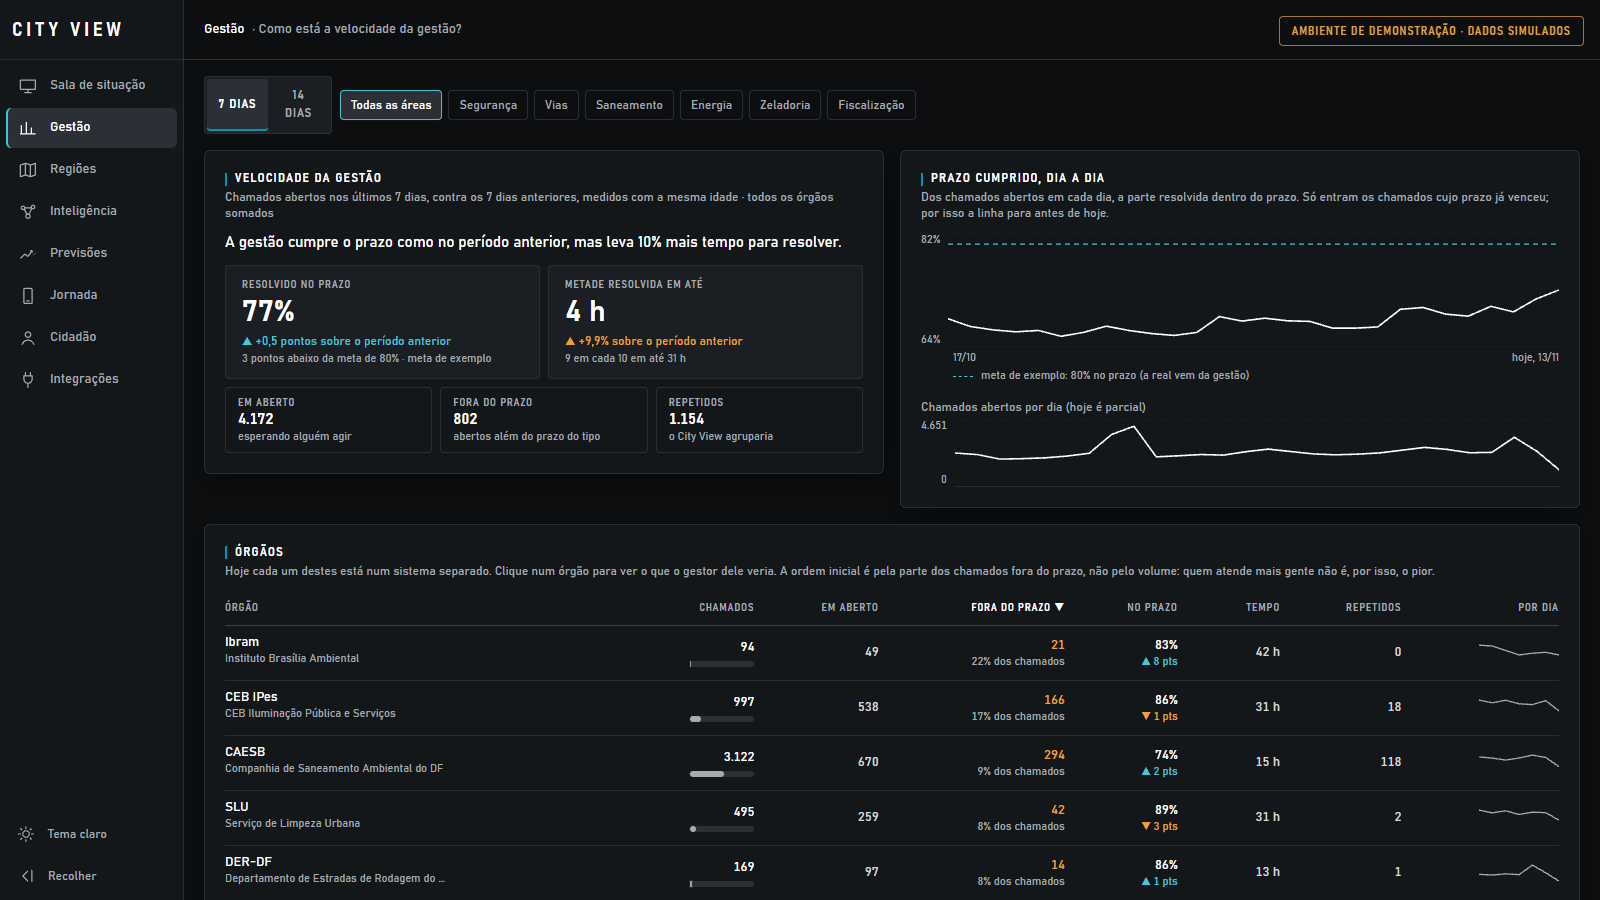 CITY VIEW
Gestão · Como está a velocidade da gestão?
AMBIENTE DE DEMONSTRAÇÃO · DADOS SIMULADOS
Sala de situação
Gestão
Regiões
Inteligência
Previsões
Jornada
Cidadão
Integrações
Tema claro
Recolher
7 DIAS
14
DIAS
Todas as áreas
Segurança
Vias
Saneamento
Energia
Zeladoria
Fiscalização
VELOCIDADE DA GESTÃO
Chamados abertos nos últimos 7 dias, contra os 7 dias anteriores, medidos com a mesma idade · todos os órgãos
somados
A gestão cumpre o prazo como no período anterior, mas leva 10% mais tempo para resolver.
RESOLVIDO NO PRAZO
77%
▲ +0,5 pontos sobre o período anterior
3 pontos abaixo da meta de 80% · meta de exemplo
METADE RESOLVIDA EM ATÉ
4 h
▲ +9,9% sobre o período anterior
9 em cada 10 em até 31 h
EM ABERTO
4.172
esperando alguém agir
FORA DO PRAZO
802
abertos além do prazo do tipo
REPETIDOS
1.154
o City View agruparia
PRAZO CUMPRIDO, DIA A DIA
Dos chamados abertos em cada dia, a parte resolvida dentro do prazo. Só entram os chamados cujo prazo já venceu;
por isso a linha para antes de hoje.
82%
64%
17/10
hoje, 13/11
meta de exemplo: 80% no prazo (a real vem da gestão)
Chamados abertos por dia (hoje é parcial)
4.651
0
ÓRGÃOS
Hoje cada um destes está num sistema separado. Clique num órgão para ver o que o gestor dele veria. A ordem inicial é pela parte dos chamados fora do prazo, não pelo volume: quem atende mais gente não é, por isso, o pior.
ÓRGÃO CHAMADOS EM ABERTO FORA DO PRAZO ▼ NO PRAZO TEMPO REPETIDOS POR DIA
Ibram
Instituto Brasília Ambiental
94
49
21
22% dos chamados
83%
▲ 8 pts
42 h
0
CEB IPes
CEB Iluminação Pública e Serviços
997
538
166
17% dos chamados
86%
▼ 1 pts
31 h
18
CAESB
Companhia de Saneamento Ambiental do DF
3.122
670
294
9% dos chamados
74%
▲ 2 pts
15 h
118
SLU
Serviço de Limpeza Urbana
495
259
42
8% dos chamados
89%
▼ 3 pts
31 h
2
DER-DF
Departamento de Estradas de Rodagem do …
169
97
14
8% dos chamados
86%
▲ 1 pts
13 h
1